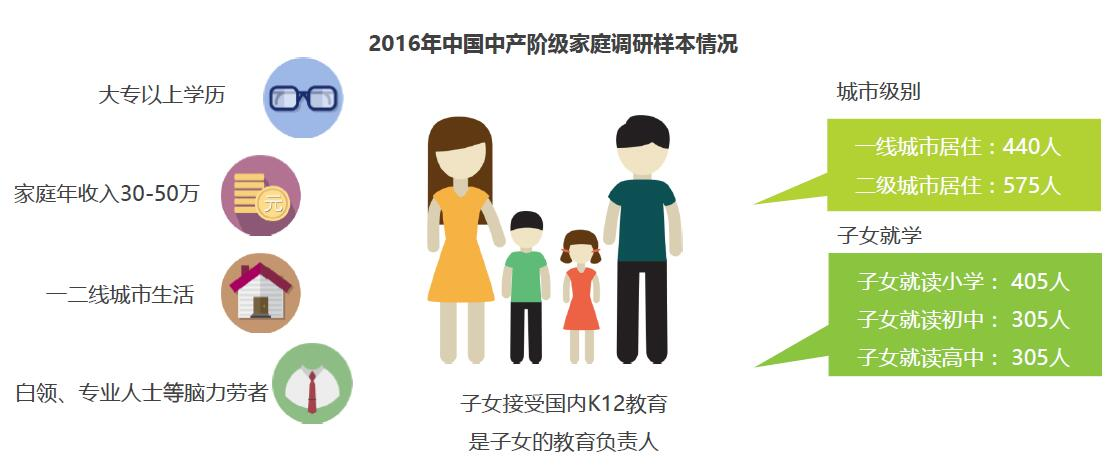 2016年中国中产阶级家庭调研样本情况
大专以上学历
家庭年收入30-50万
元
一二线城市生活
白领、专业人士等脑力劳者
子女接受国内K12教育
是子女的教育负责人
城市级别
一线城市居住：440人
二级城市居住：575人
子女就学
子女就读小学： 405人
子女就读初中： 305人
子女就读高中： 305人